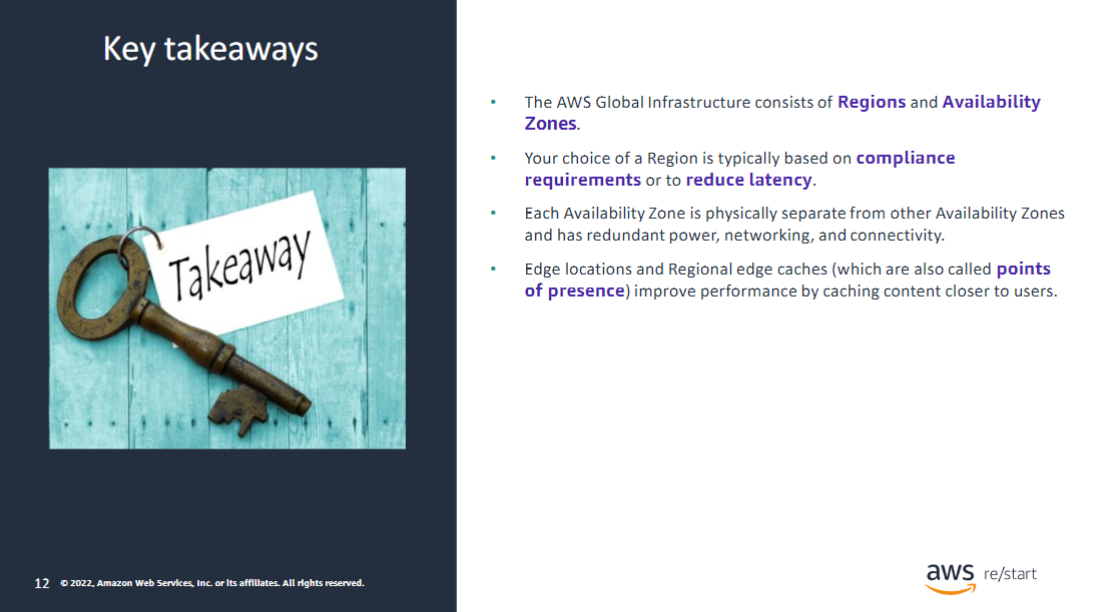 Key takeaways
Takeaway
• The AWS Global Infrastructure consists of Regions and Availability
Zones.
• Your choice of a Region is typically based on compliance
requirements or to reduce latency.
• Each Availability Zone is physically separate from other Availability Zones
and has redundant power, networking, and connectivity.
• Edge locations and Regional edge caches (which are also called points
of presence) improve performance by caching content closer to users.
12 © 2022, Amazon Web Services, Inc. or its affiliates. All rights reserved.
aws re/start